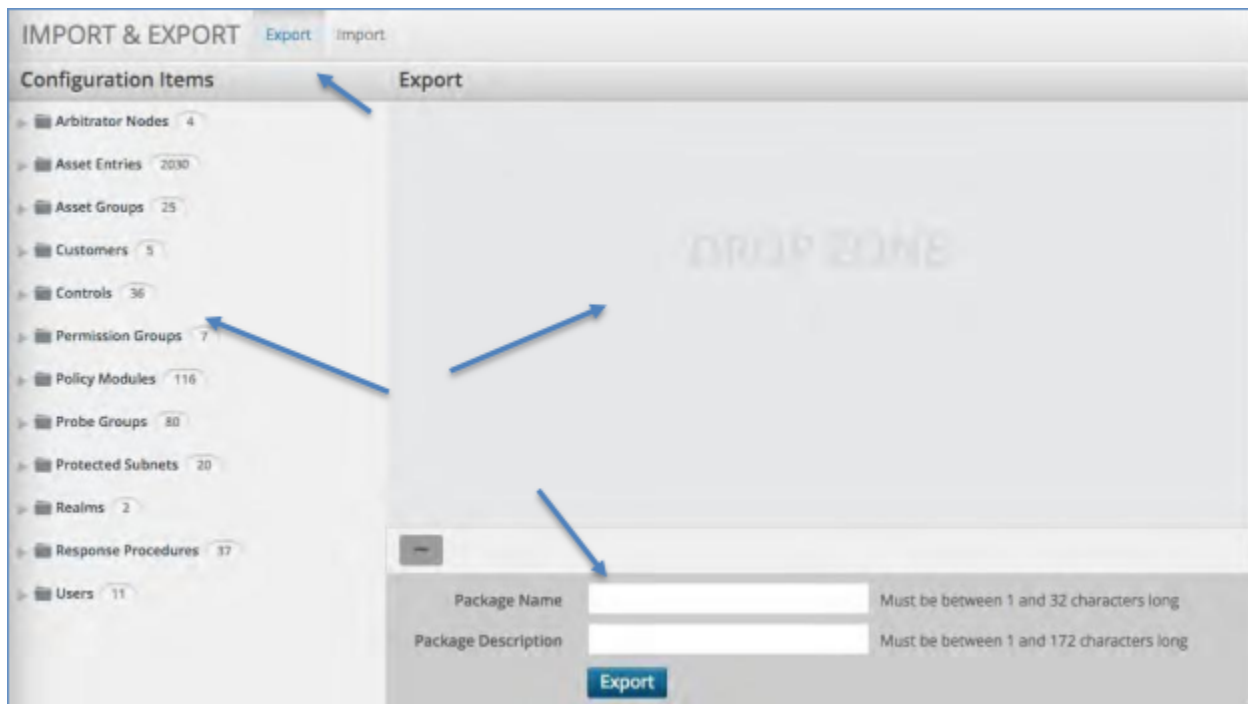 IMPORT & EXPORT Export Import
Configuration Items
Export
Arbitrator Nodes 4
Asset Entries 2030
Asset Groups 25
Customers 5
Controls 36
Permission Groups 7
Policy Modules 116
Probe Groups 80
Protected Subnets 20
Realms 2
Response Procedures 37
Users 11
DROP ZONE
Package Name Must be between 1 and 32 characters long
Package Description Must be between 1 and 172 characters long
Export